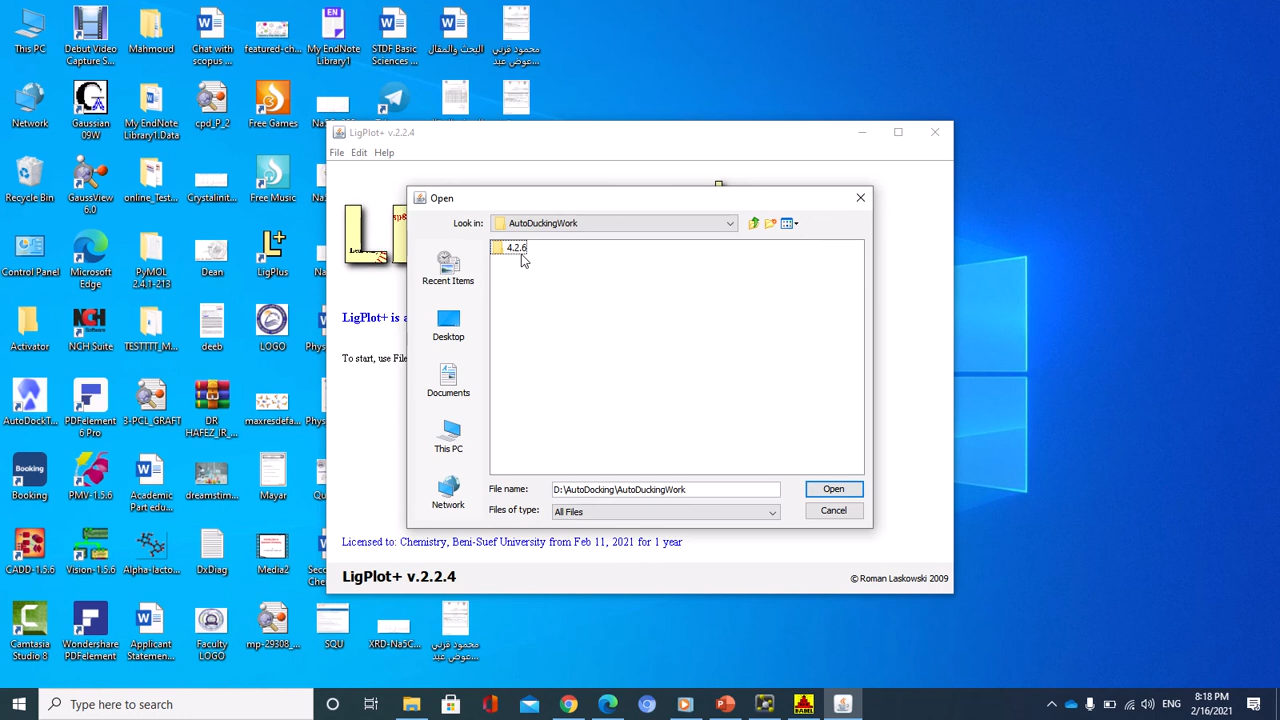 This PC
Debut Video
Capture S...
Mahmoud
Chat with
scopus ...
featured-ch...
EN
My EndNote
Library1
STDF Basic
Sciences ...
البحث والمقال
محمود قرني
عوض عبد...
Network
Gaussian
09W
My EndNote
Library1.Data
cpd_P_2
Free Games
LigPlot+ v.2.2.4
File Edit Help
Recycle Bin
GaussView
6.0
online_Test...
Crystalinit...
Free Music
Open
Look in:
AutoDuckingWork
4.2.6
Recent Items
Control Panel
Microsoft
Edge
PyMOL
2.4.1-213
Dean
LigPlus
Desktop
LigPlot+ is a
Activator
NCH Suite
TESTTTT_M...
deeb
LOGO
To start, use File
Documents
AutoDockT...
PDFelement
6 Pro
3-PCL_GRAFT
DR
HAFEZ_IR_...
maxresdefa...
This PC
Booking
PMV-1.5.6
Academic
Part edu...
dreamstim...
Mayar
Network
File name:
D:\AutoDocking\AutoDuckingWork
Open
Files of type:
All Files
Cancel
CADD-1.5.6
Vision-1.5.6
Alpha-lacto...
DxDiag
Media2
Licensed to: Chemistry, Beni-Suef University from Feb 11, 2021 for 1 year
LigPlot+ v.2.2.4
© Roman Laskowski 2009
Camtasia
Studio 8
Wondershare
PDFelement
Applicant
Statemen...
Faculty
LOGO
mp-29308_...
SQU
XRD-Na5C...
محمود قرني
عوض عبد...
Type here to search
ENG
8:18 PM
2/16/2021